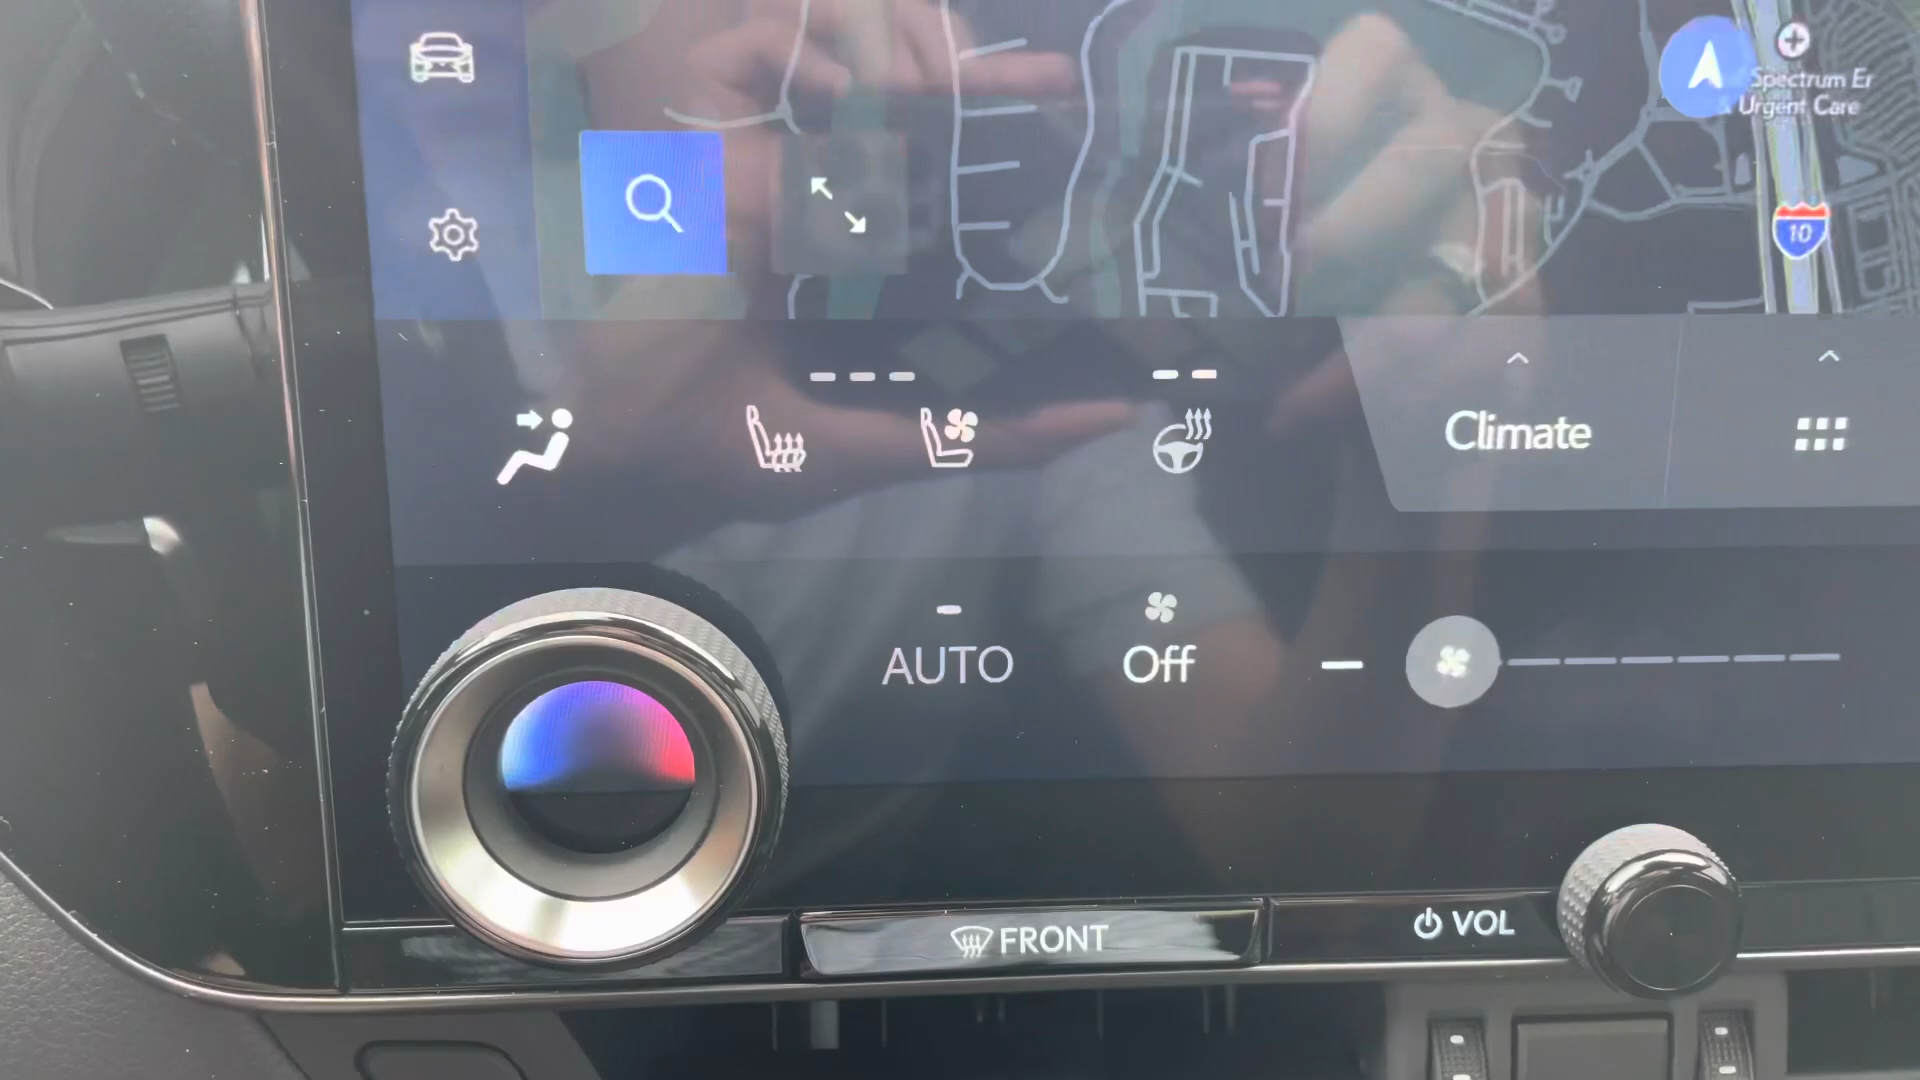 Spectrum Er
& Urgent Care
10
Climate
AUTO
Off
FRONT
VOL